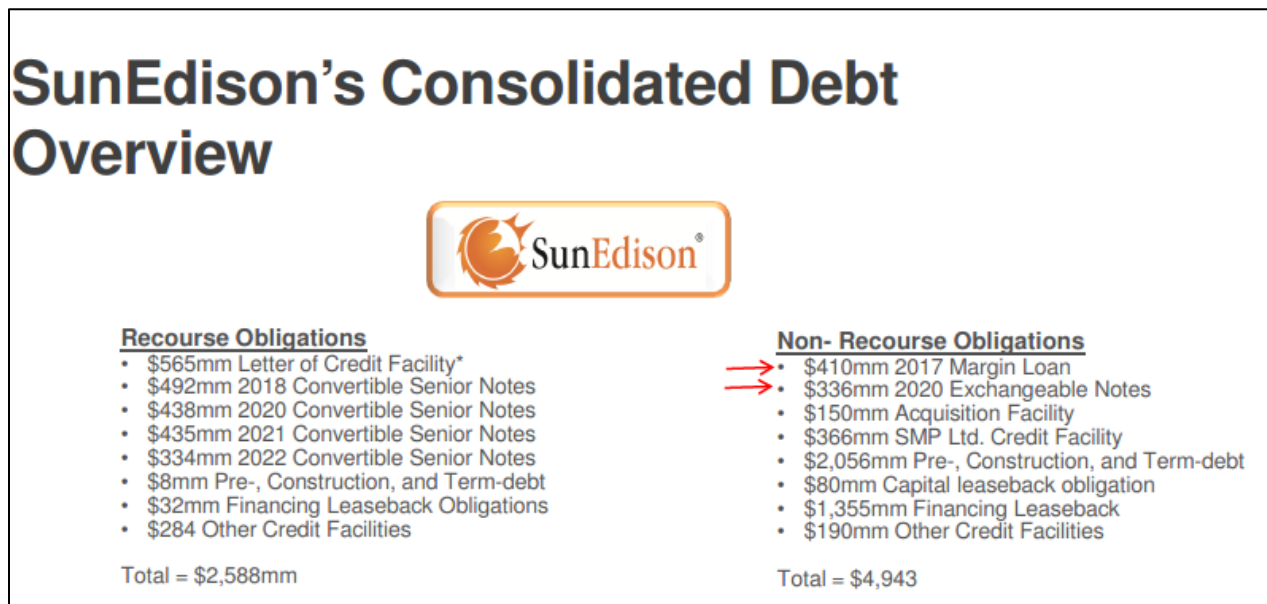 SunEdison's Consolidated Debt
Overview
SunEdison®
Recourse Obligations
• $565mm Letter of Credit Facility*
• $492mm 2018 Convertible Senior Notes
• $438mm 2020 Convertible Senior Notes
• $435mm 2021 Convertible Senior Notes
• $334mm 2022 Convertible Senior Notes
• $8mm Pre-, Construction, and Term-debt
• $32mm Financing Leaseback Obligations
• $284 Other Credit Facilities
Total = $2,588mm
Non- Recourse Obligations
• $410mm 2017 Margin Loan
• $336mm 2020 Exchangeable Notes
• $150mm Acquisition Facility
• $366mm SMP Ltd. Credit Facility
• $2,056mm Pre-, Construction, and Term-debt
• $80mm Capital leaseback obligation
• $1,355mm Financing Leaseback
• $190mm Other Credit Facilities
Total = $4,943